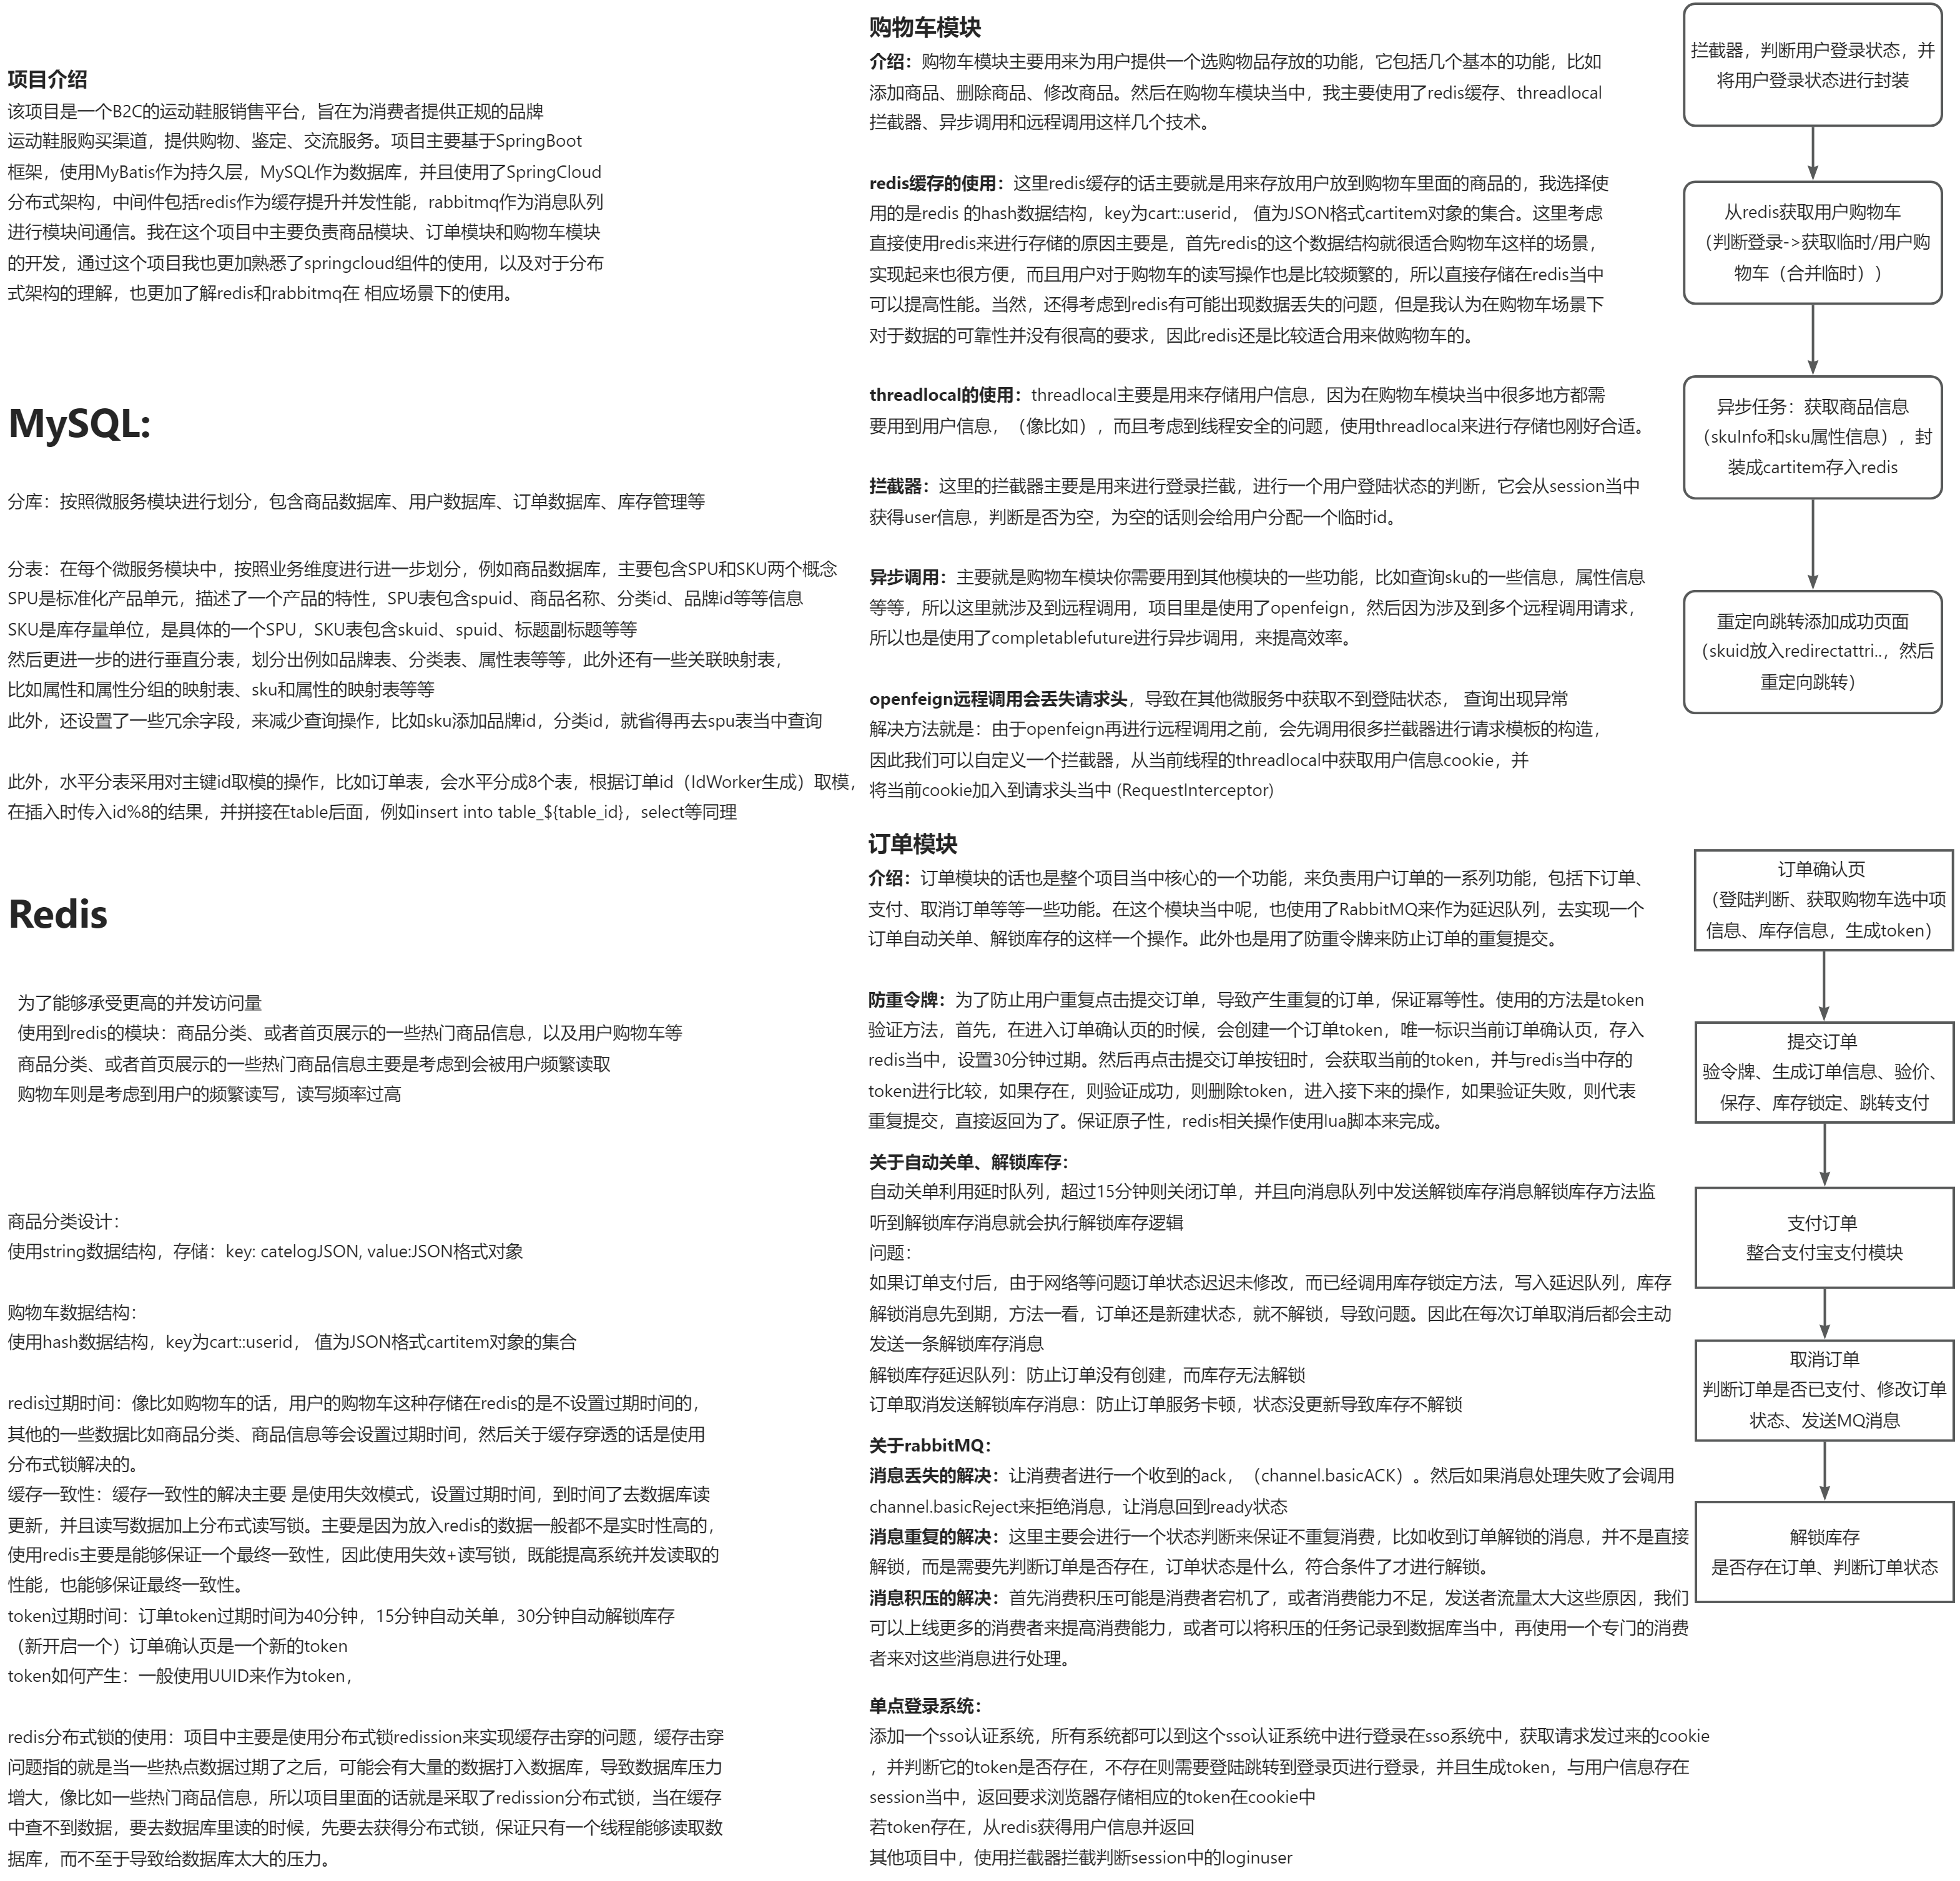 项目介绍
该项目是一个B2C的运动鞋服销售平台，旨在为消费者提供正规的品牌
运动鞋服购买渠道，提供购物、鉴定、交流服务。项目主要基于SpringBoot
框架，使用MyBatis作为持久层，MySQL作为数据库，并且使用了SpringCloud
分布式架构，中间件包括redis作为缓存提升并发性能，rabbitmq作为消息队列
进行模块间通信。我在这个项目中主要负责商品模块、订单模块和购物车模块
的开发，通过这个项目我也更加熟悉了springcloud组件的使用，以及对于分布
式架构的理解，也更加了解redis和rabbitmq在 相应场景下的使用。
MySQL:
分库：按照微服务模块进行划分，包含商品数据库、用户数据库、订单数据库、库存管理等
分表：在每个微服务模块中，按照业务维度进行进一步划分，例如商品数据库，主要包含SPU和SKU两个概念
SPU是标准化产品单元，描述了一个产品的特性，SPU表包含spuid、商品名称、分类id、品牌id等等信息
SKU是库存量单位，是具体的一个SPU，SKU表包含skuid、spuid、标题副标题等等
然后更进一步的进行垂直分表，划分出例如品牌表、分类表、属性表等等，此外还有一些关联映射表，
比如属性和属性分组的映射表、sku和属性的映射表等等
此外，还设置了一些冗余字段，来减少查询操作，比如sku添加品牌id，分类id，就省得再去spu表当中查询
此外，水平分表采用对主键id取模的操作，比如订单表，会水平分成8个表，根据订单id（IdWorker生成）取模，
在插入时传入id%8的结果，并拼接在table后面，例如insert into table_${table_id}，select等同理
Redis
为了能够承受更高的并发访问量
使用到redis的模块：商品分类、或者首页展示的一些热门商品信息，以及用户购物车等
商品分类、或者首页展示的一些热门商品信息主要是考虑到会被用户频繁读取
购物车则是考虑到用户的频繁读写，读写频率过高
商品分类设计：
使用string数据结构，存储：key: catelogJSON, value:JSON格式对象
购物车数据结构：
使用hash数据结构，key为cart::userid， 值为JSON格式cartitem对象的集合
redis过期时间：像比如购物车的话，用户的购物车这种存储在redis的是不设置过期时间的，
其他的一些数据比如商品分类、商品信息等会设置过期时间，然后关于缓存穿透的话是使用
分布式锁解决的。
缓存一致性：缓存一致性的解决主要 是使用失效模式，设置过期时间，到时间了去数据库读
更新，并且读写数据加上分布式读写锁。主要是因为放入redis的数据一般都不是实时性高的，
使用redis主要是能够保证一个最终一致性，因此使用失效+读写锁，既能提高系统并发读取的
性能，也能够保证最终一致性。
token过期时间：订单token过期时间为40分钟，15分钟自动关单，30分钟自动解锁库存
（新开启一个）订单确认页是一个新的token
token如何产生：一般使用UUID来作为token，
redis分布式锁的使用：项目中主要是使用分布式锁redission来实现缓存击穿的问题，缓存击穿
问题指的就是当一些热点数据过期了之后，可能会有大量的数据打入数据库，导致数据库压力
增大，像比如一些热门商品信息，所以项目里面的话就是采取了redission分布式锁，当在缓存
中查不到数据，要去数据库里读的时候，先要去获得分布式锁，保证只有一个线程能够读取数
据库，而不至于导致给数据库太大的压力。
购物车模块
介绍：购物车模块主要用来为用户提供一个选购物品存放的功能，它包括几个基本的功能，比如
添加商品、删除商品、修改商品。然后在购物车模块当中，我主要使用了redis缓存、threadlocal
拦截器、异步调用和远程调用这样几个技术。
redis缓存的使用：这里redis缓存的话主要就是用来存放用户放到购物车里面的商品的，我选择使
用的是redis 的hash数据结构，key为cart::userid， 值为JSON格式cartitem对象的集合。这里考虑
直接使用redis来进行存储的原因主要是，首先redis的这个数据结构就很适合购物车这样的场景，
实现起来也很方便，而且用户对于购物车的读写操作也是比较频繁的，所以直接存储在redis当中
可以提高性能。当然，还得考虑到redis有可能出现数据丢失的问题，但是我认为在购物车场景下
对于数据的可靠性并没有很高的要求，因此redis还是比较适合用来做购物车的。
threadlocal的使用：threadlocal主要是用来存储用户信息，因为在购物车模块当中很多地方都需
要用到用户信息，（像比如），而且考虑到线程安全的问题，使用threadlocal来进行存储也刚好合适。
拦截器：这里的拦截器主要是用来进行登录拦截，进行一个用户登陆状态的判断，它会从session当中
获得user信息，判断是否为空，为空的话则会给用户分配一个临时id。
异步调用：主要就是购物车模块你需要用到其他模块的一些功能，比如查询sku的一些信息，属性信息
等等，所以这里就涉及到远程调用，项目里是使用了openfeign，然后因为涉及到多个远程调用请求，
所以也是使用了completablefuture进行异步调用，来提高效率。
openfeign远程调用会丢失请求头，导致在其他微服务中获取不到登陆状态， 查询出现异常
解决方法就是：由于openfeign再进行远程调用之前，会先调用很多拦截器进行请求模板的构造，
因此我们可以自定义一个拦截器，从当前线程的threadlocal中获取用户信息cookie，并
将当前cookie加入到请求头当中 (RequestInterceptor)
订单模块
介绍：订单模块的话也是整个项目当中核心的一个功能，来负责用户订单的一系列功能，包括下订单、
支付、取消订单等等一些功能。在这个模块当中呢，也使用了RabbitMQ来作为延迟队列，去实现一个
订单自动关单、解锁库存的这样一个操作。此外也是用了防重令牌来防止订单的重复提交。
防重令牌：为了防止用户重复点击提交订单，导致产生重复的订单，保证幂等性。使用的方法是token
验证方法，首先，在进入订单确认页的时候，会创建一个订单token，唯一标识当前订单确认页，存入
redis当中，设置30分钟过期。然后再点击提交订单按钮时，会获取当前的token，并与redis当中存的
token进行比较，如果存在，则验证成功，则删除token，进入接下来的操作，如果验证失败，则代表
重复提交，直接返回为了。保证原子性，redis相关操作使用lua脚本来完成。
关于自动关单、解锁库存：
自动关单利用延时队列，超过15分钟则关闭订单，并且向消息队列中发送解锁库存消息解锁库存方法监
听到解锁库存消息就会执行解锁库存逻辑
问题：
如果订单支付后，由于网络等问题订单状态迟迟未修改，而已经调用库存锁定方法，写入延迟队列，库存
解锁消息先到期，方法一看，订单还是新建状态，就不解锁，导致问题。因此在每次订单取消后都会主动
发送一条解锁库存消息
解锁库存延迟队列：防止订单没有创建，而库存无法解锁
订单取消发送解锁库存消息：防止订单服务卡顿，状态没更新导致库存不解锁
关于rabbitMQ：
消息丢失的解决：让消费者进行一个收到的ack，（channel.basicACK）。然后如果消息处理失败了会调用
channel.basicReject来拒绝消息，让消息回到ready状态
消息重复的解决：这里主要会进行一个状态判断来保证不重复消费，比如收到订单解锁的消息，并不是直接
解锁，而是需要先判断订单是否存在，订单状态是什么，符合条件了才进行解锁。
消息积压的解决：首先消费积压可能是消费者宕机了，或者消费能力不足，发送者流量太大这些原因，我们
可以上线更多的消费者来提高消费能力，或者可以将积压的任务记录到数据库当中，再使用一个专门的消费
者来对这些消息进行处理。
单点登录系统：
添加一个sso认证系统，所有系统都可以到这个sso认证系统中进行登录在sso系统中，获取请求发过来的cookie
，并判断它的token是否存在，不存在则需要登陆跳转到登录页进行登录，并且生成token，与用户信息存在
session当中，返回要求浏览器存储相应的token在cookie中
若token存在，从redis获得用户信息并返回
其他项目中，使用拦截器拦截判断session中的loginuser
拦截器，判断用户登录状态，并
将用户登录状态进行封装
从redis获取用户购物车
（判断登录->获取临时/用户购
物车（合并临时））
异步任务：获取商品信息
（skuInfo和sku属性信息），封
装成cartitem存入redis
重定向跳转添加成功页面
（skuid放入redirectattri..，然后
重定向跳转）
订单确认页
（登陆判断、获取购物车选中项
信息、库存信息，生成token）
提交订单
验令牌、生成订单信息、验价、
保存、库存锁定、跳转支付
支付订单
整合支付宝支付模块
取消订单
判断订单是否已支付、修改订单
状态、发送MQ消息
解锁库存
是否存在订单、判断订单状态